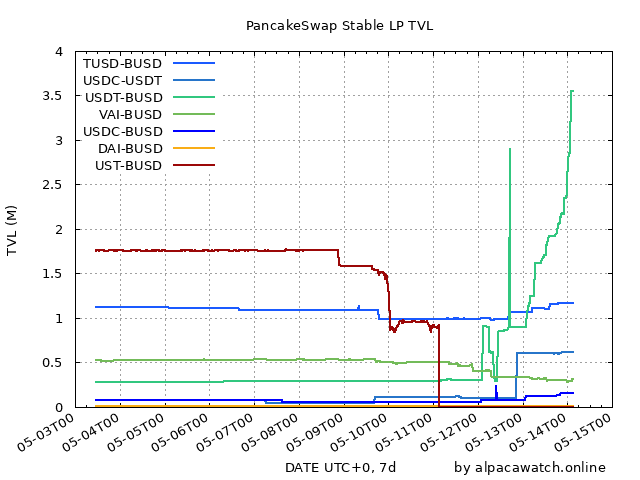 PancakeSwap Stable LP TVL
TVL (M)
4
3.5
3
2.5
2
1.5
1
0.5
0
TUSD-BUSD
USDC-USDT
USDT-BUSD
VAI-BUSD
USDC-BUSD
DAI-BUSD
UST-BUSD
05-03T00
05-04T00
05-05T00
05-06T00
05-07T00
05-08T00
05-09T00
05-10T00
05-11T00
05-12T00
05-13T00
05-14T00
05-15T00
DATE UTC+0, 7d
by alpacawatch.online